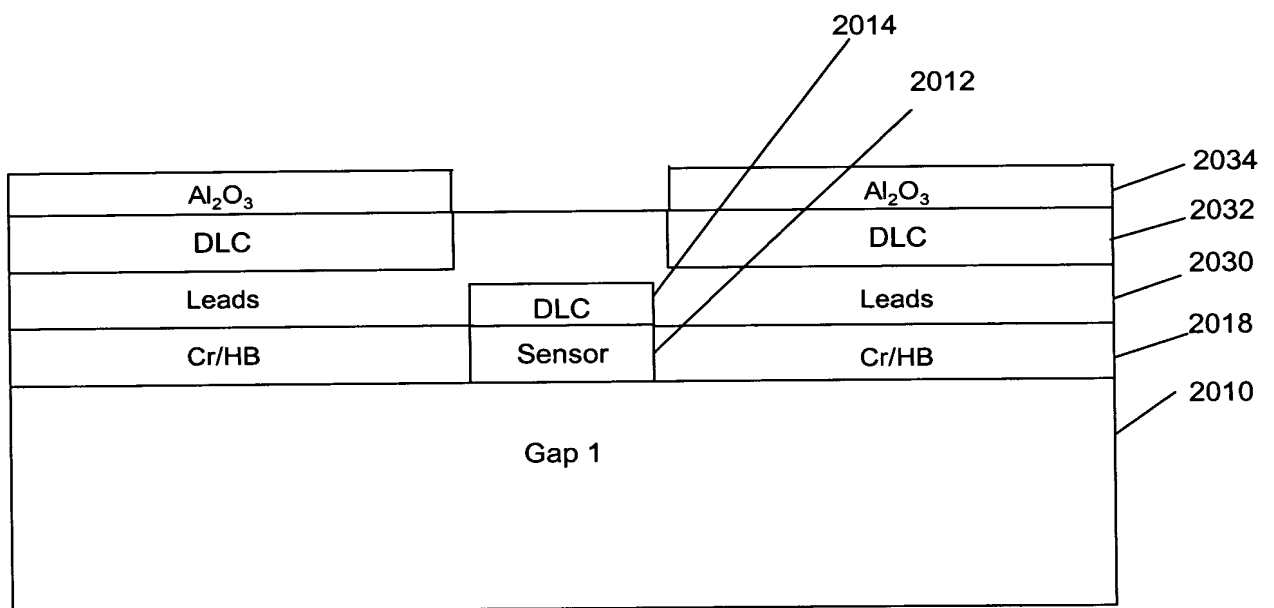 2014
2012
2034
Al₂O₃
Al₂O₃
2032
DLC
DLC
2030
Leads
DLC
Leads
2018
Cr/HB
Sensor
Cr/HB
2010
Gap 1